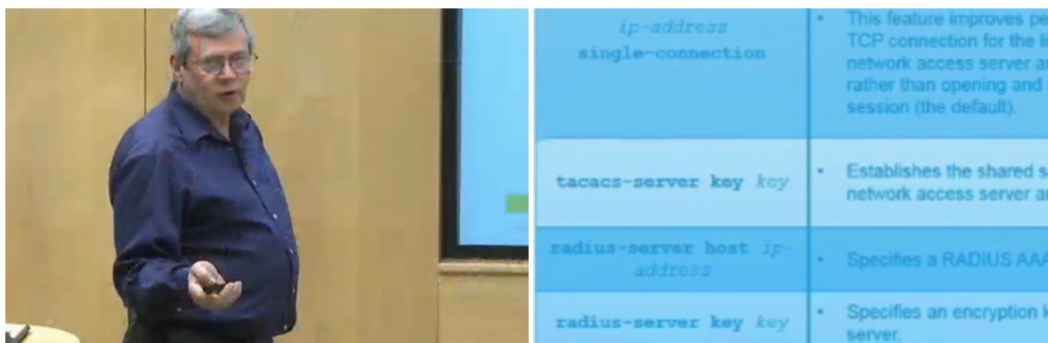 ip-address
single-connection
This feature improves
TCP connection for the
network access server
rather than opening and
session (the default).
tacacs-server key key
• Establishes the shared
network access server
radius-server host ip-
address
• Specifies a RADIUS AAA
radius-server key key
• Specifies an encryption
server.